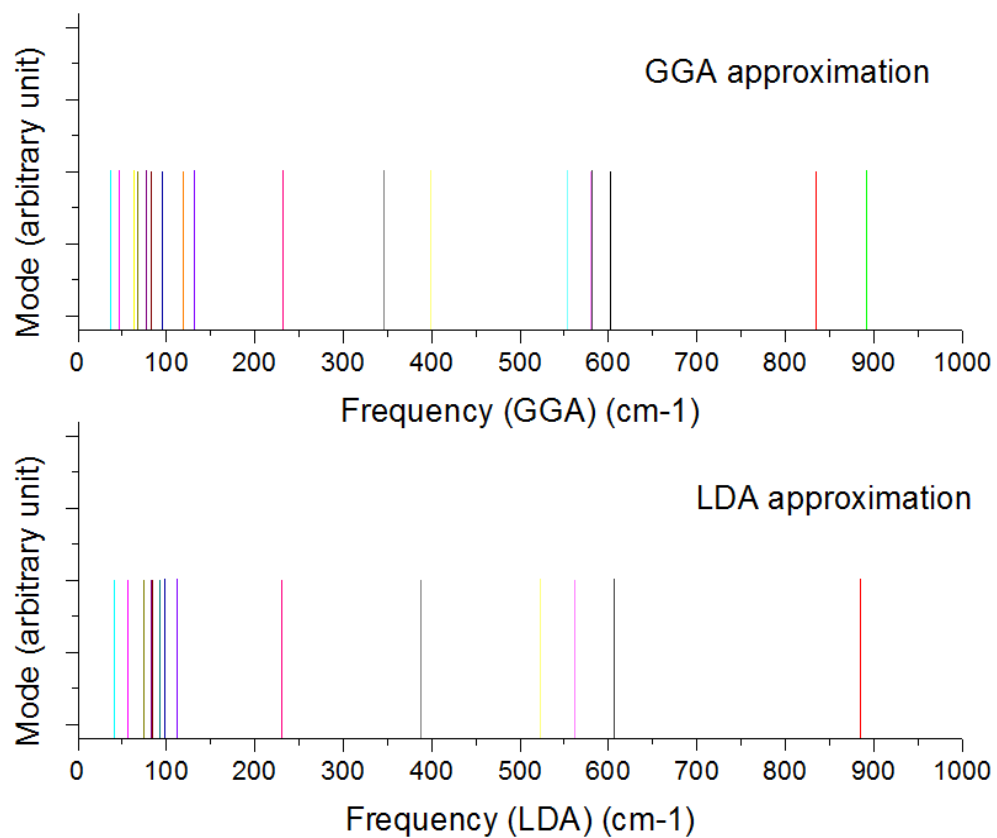 GGA approximation
Mode (arbitrary unit)
0 100 200 300 400 500 600 700 800 900 1000
Frequency (GGA) (cm-1)
LDA approximation
Mode (arbitrary unit)
0 100 200 300 400 500 600 700 800 900 1000
Frequency (LDA) (cm-1)